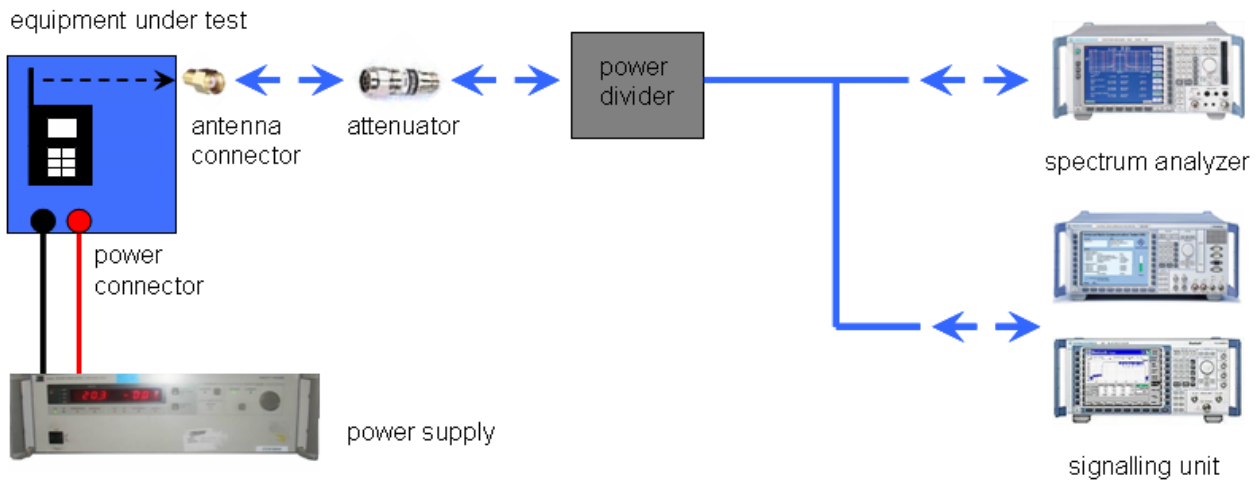 equipment under test
antenna
connector
attenuator
power
divider
spectrum analyzer
power
connector
power supply
signalling unit